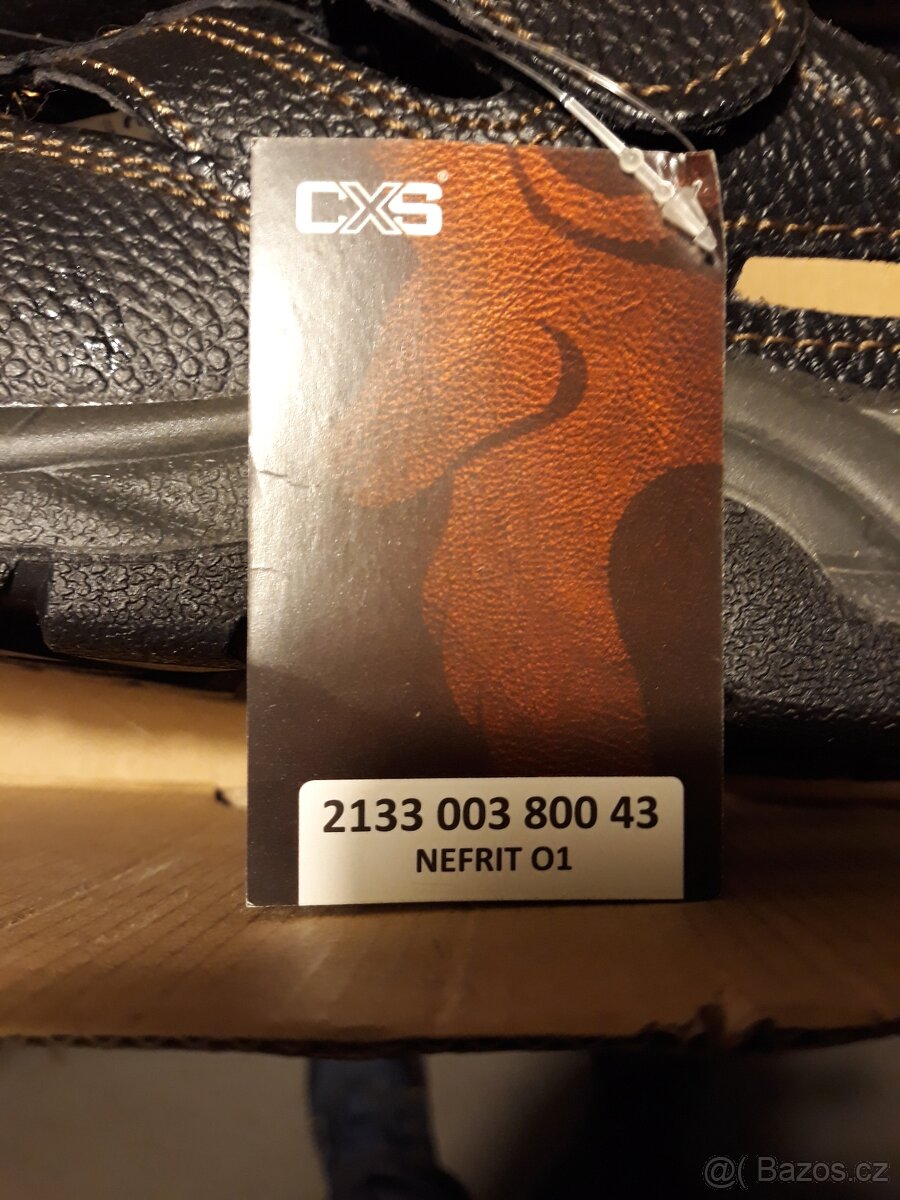 CXS®
2133 003 800 43
NEFRIT O1
@( Bazos.cz